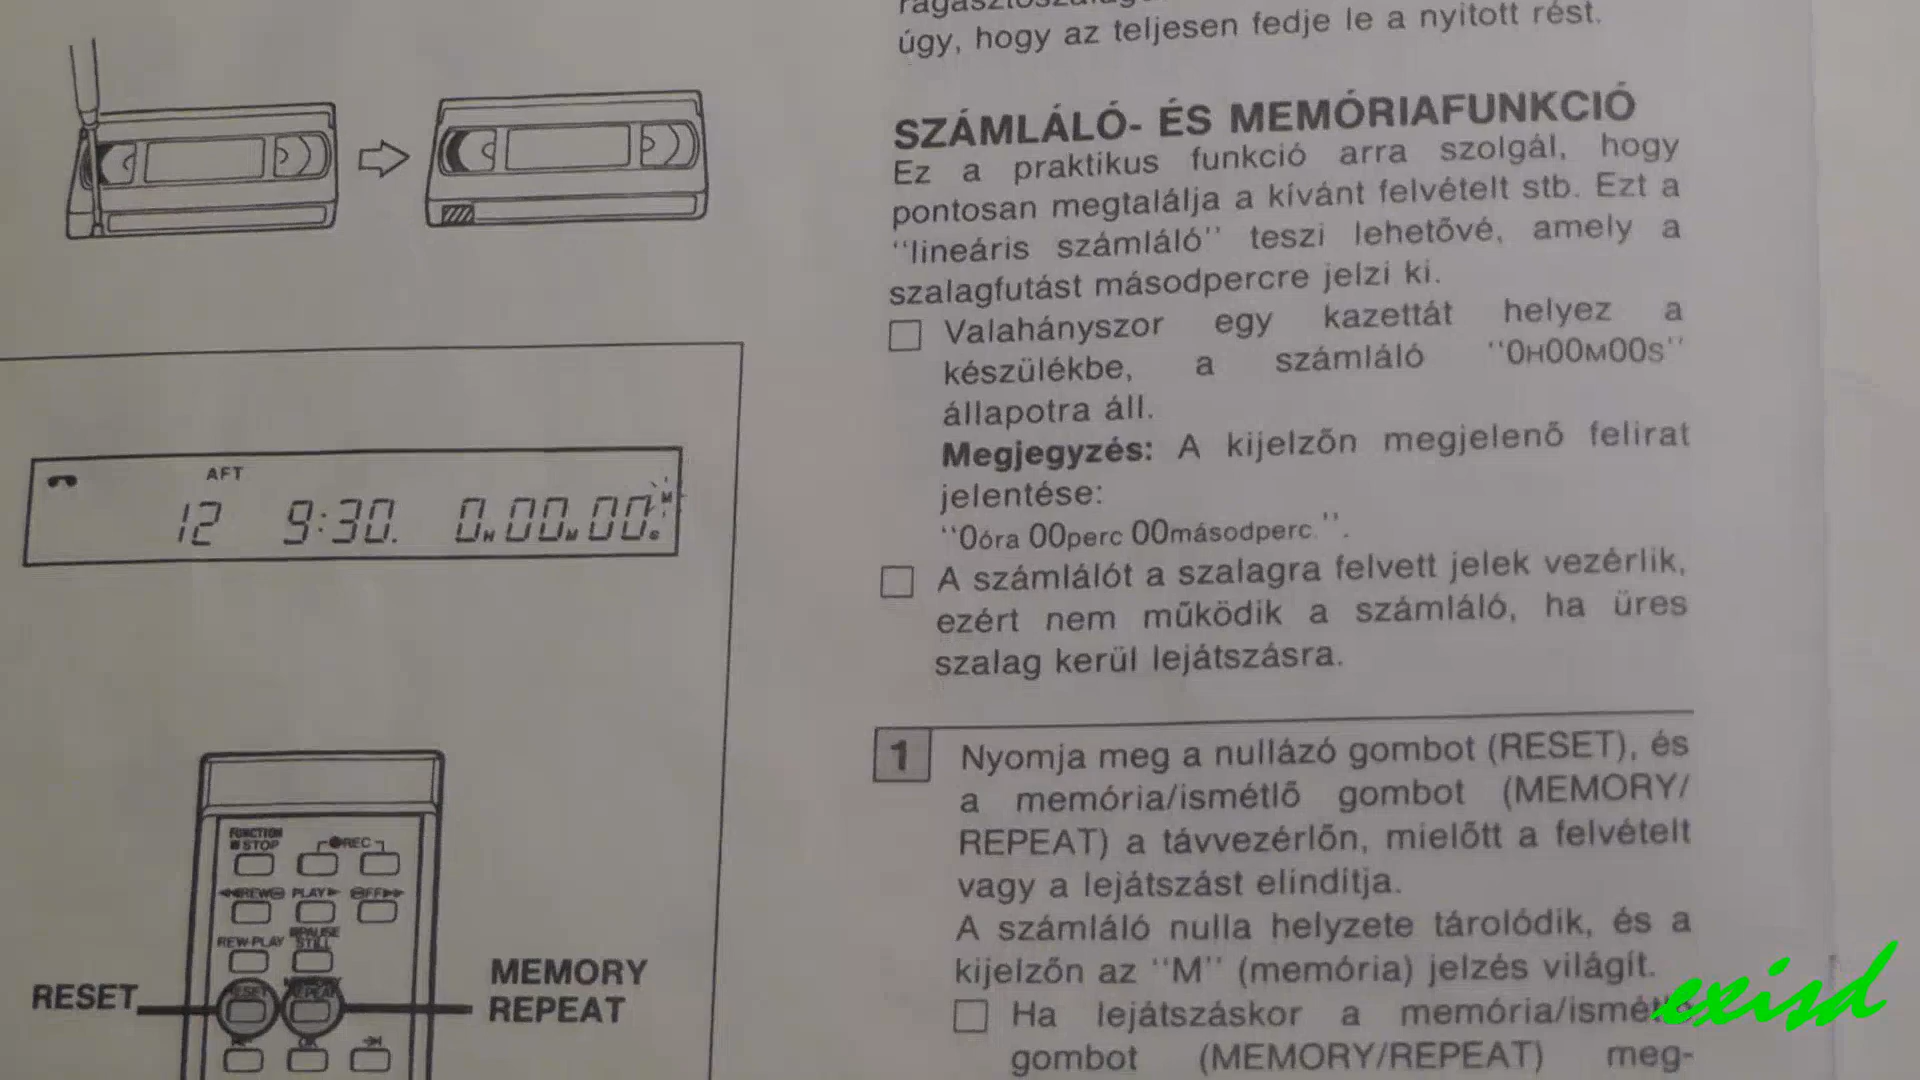 úgy, hogy az teljesen fedje le a nyitott rést.
SZÁMLÁLÓ- ÉS MEMÓRIAFUNKCIÓ
Ez a praktikus funkció arra szolgál, hogy
pontosan megtalálja a kívánt felvételt stb. Ezt a
''lineáris számláló'' teszi lehetővé, amely a
szalagfutást másodpercre jelzi ki.
Valahányszor egy kazettát helyez a
készülékbe, a számláló ''0H00M00S''
állapotra áll.
Megjegyzés: A kijelzőn megjelenő felirat
jelentése:
''0óra 00perc 00másodperc.''.
A számlálót a szalagra felvett jelek vezérlik,
ezért nem működik a számláló, ha üres
szalag kerül lejátszásra.
1 Nyomja meg a nullázó gombot (RESET), és
a memória/ismétlő gombot (MEMORY/
REPEAT) a távvezérlőn, mielőtt a felvételt
vagy a lejátszást elindítja.
A számláló nulla helyzete tárolódik, és a
kijelzőn az ''M'' (memória) jelzés világít.
Ha lejátszáskor a memória/ismétlő
gombot (MEMORY/REPEAT) meg-
AFT
12 9:30. 0H00M00S M
FUNCTION
STOP
REC
REW PLAY FF
REW-PLAY
PAUSE
STILL
RESET
REPEAT
OK
RESET
MEMORY
REPEAT
exisd